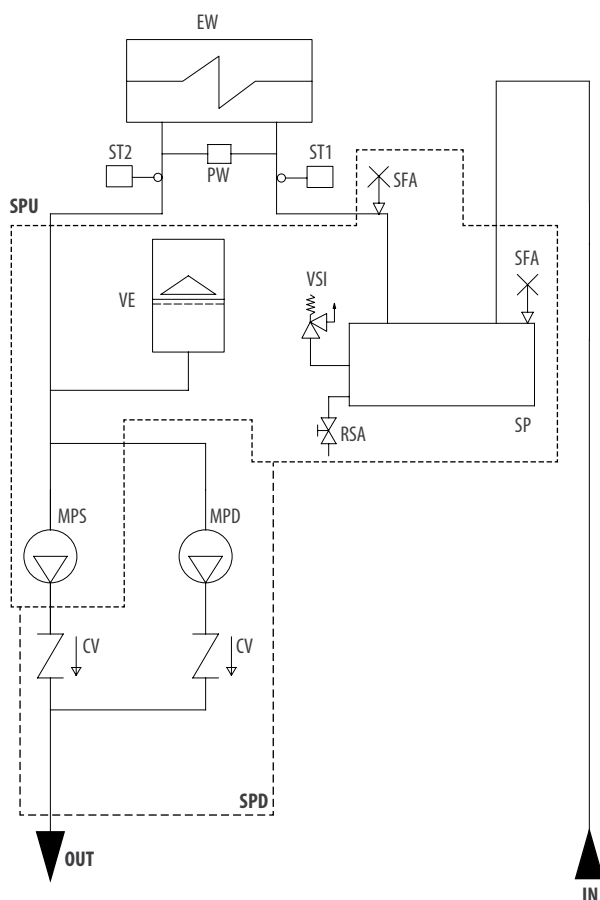 EW
ST2
PW
ST1
SFA
SPU
SFA
VE
VSI
RSA
SP
MPS
MPD
CV
CV
SPD
OUT
IN